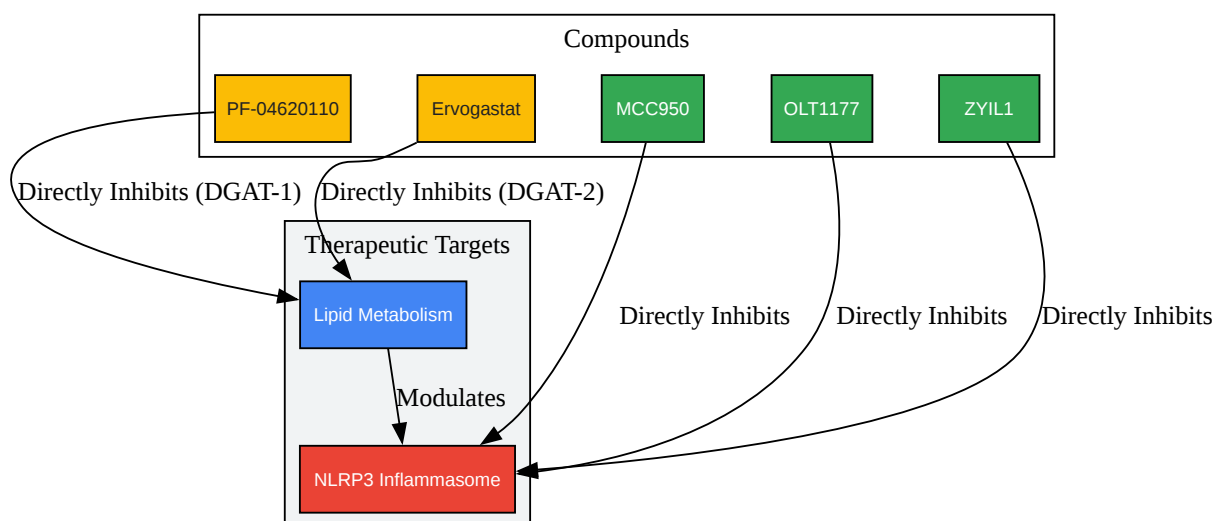 Compounds
PF-04620110
Ervogastat
MCC950
OLT1177
ZYIL1
Directly Inhibits (DGAT-1)
Directly Inhibits (DGAT-2)
Therapeutic Targets
Lipid Metabolism
Directly Inhibits
Directly Inhibits
Directly Inhibits
Modulates
NLRP3 Inflammasome